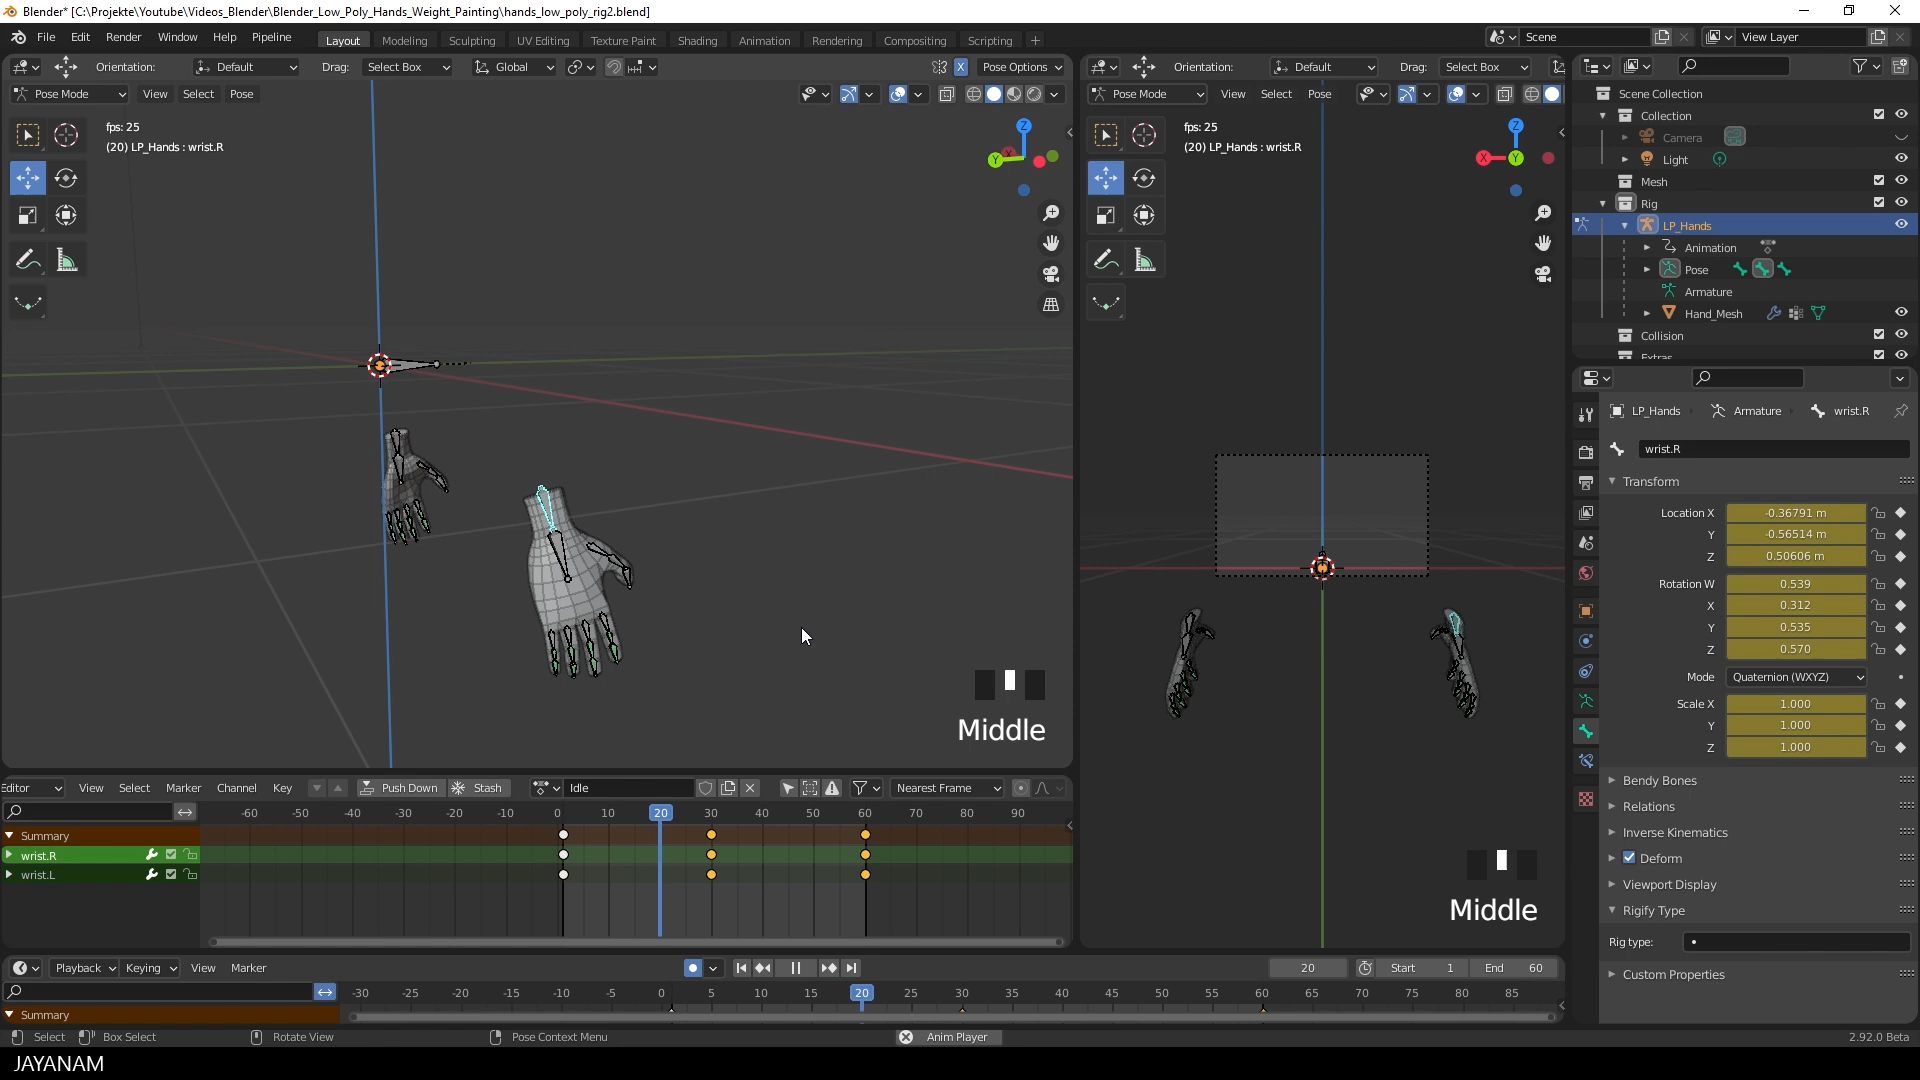 Blender* [C:\Projekte\Youtube\Videos_Blender\Blender_Low_Poly_Hands_Weight_Painting\hands_low_poly_rig2.blend]
File Edit Render Window Help Pipeline Layout Modeling Sculpting UV Editing Texture Paint Shading Animation Rendering Compositing Scripting + Scene View Layer
Orientation: Default Drag: Select Box Global X Pose Options
Orientation: Default Drag: Select Box
Pose Mode View Select Pose
Pose Mode View Select Pose
fps: 25
(20) LP_Hands : wrist.R
Z
Y
X
Middle
fps: 25
(20) LP_Hands : wrist.R
Z
X
Y
Middle
Scene Collection
Collection
Camera
Light
Mesh
Rig
LP_Hands
Animation
Pose
Armature
Hand_Mesh
Collision
Extras
LP_Hands Armature wrist.R
wrist.R
Transform
Location X -0.36791 m
Y -0.56514 m
Z 0.50606 m
Rotation W 0.539
X 0.312
Y 0.535
Z 0.570
Mode Quaternion (WXYZ)
Scale X 1.000
Y 1.000
Z 1.000
Bendy Bones
Relations
Inverse Kinematics
Deform
Viewport Display
Rigify Type
Rig type:
Custom Properties
Editor View Select Marker Channel Key Push Down Stash Idle Nearest Frame
-60 -50 -40 -30 -20 -10 0 10 20 30 40 50 60 70 80 90
Summary
wrist.R
wrist.L
Playback Keying View Marker 20 Start 1 End 60
-30 -25 -20 -15 -10 -5 0 5 10 15 20 25 30 35 40 45 50 55 60 65 70 75 80 85
Summary
Select Box Select Rotate View Pose Context Menu Anim Player 2.92.0 Beta
JAYANAM